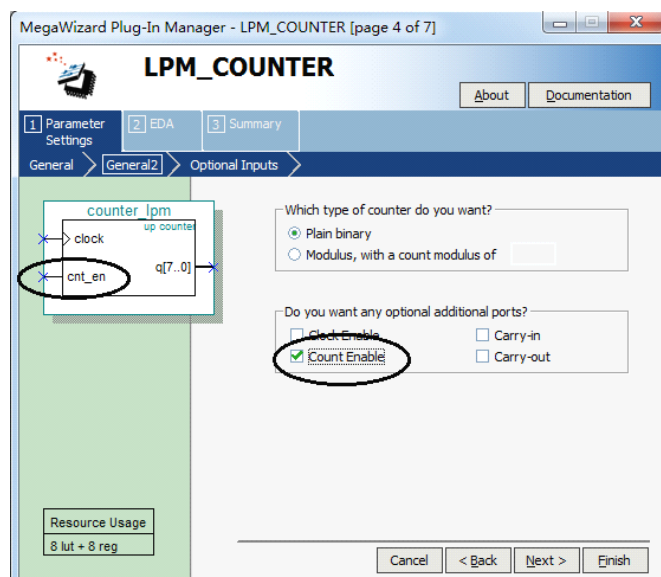 MegaWizard Plug-In Manager - LPM_COUNTER [page 4 of 7]
LPM_COUNTER
About
Documentation
1 Parameter Settings
2 EDA
3 Summary
General
General2
Optional Inputs
counter_lpm
up counter
clock
cnt_en
q[7..0]
Which type of counter do you want?
Plain binary
Modulus, with a count modulus of
Do you want any optional additional ports?
Clock Enable
Carry-in
Count Enable
Carry-out
Resource Usage
8 lut + 8 reg
Cancel
< Back
Next >
Finish